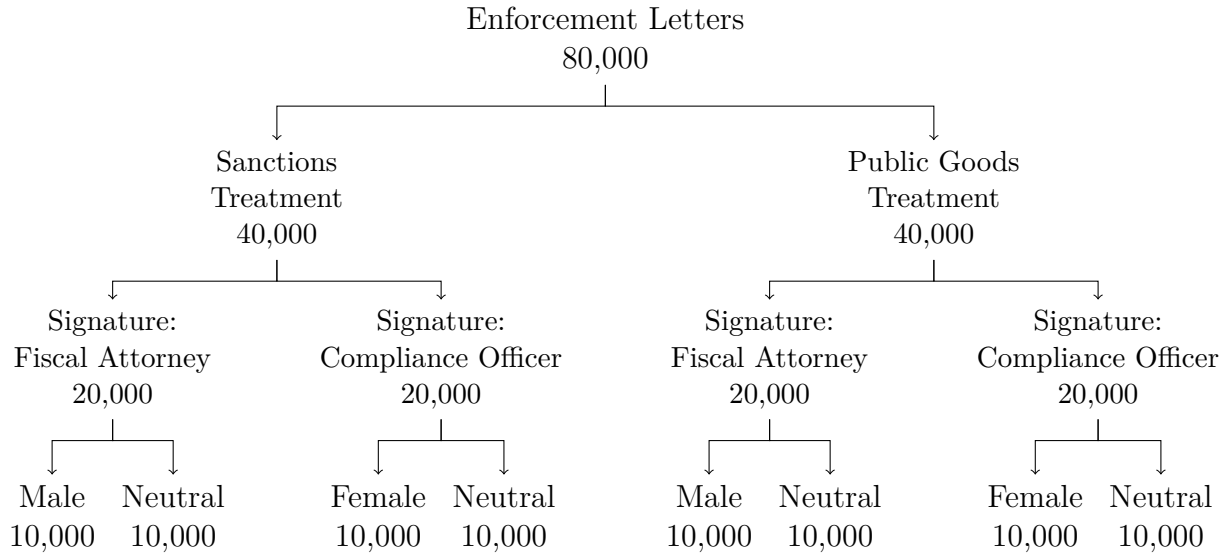 Enforcement Letters
80,000
Sanctions
Treatment
40,000
Public Goods
Treatment
40,000
Signature:
Fiscal Attorney
20,000
Signature:
Compliance Officer
20,000
Signature:
Fiscal Attorney
20,000
Signature:
Compliance Officer
20,000
Male
10,000
Neutral
10,000
Female
10,000
Neutral
10,000
Male
10,000
Neutral
10,000
Female
10,000
Neutral
10,000